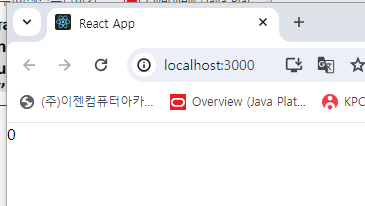 React App
localhost:3000
(주)이젠컴퓨터아카... Overview (Java Plat... KPC
0